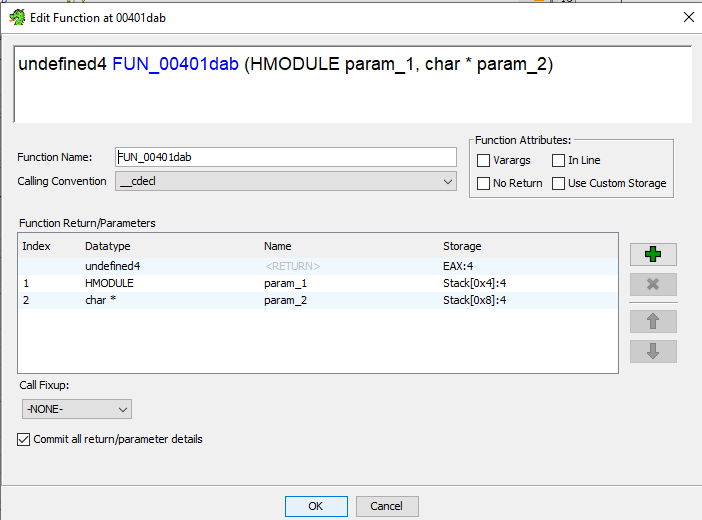 Edit Function at 00401dab
undefined4 FUN_00401dab (HMODULE param_1, char * param_2)
Function Name: FUN_00401dab
Calling Convention __cdecl
Function Attributes:
Varargs In Line
No Return Use Custom Storage
Function Return/Parameters
Index Datatype Name Storage
undefined4 <RETURN> EAX:4
1 HMODULE param_1 Stack[0x4]:4
2 char * param_2 Stack[0x8]:4
Call Fixup:
-NONE-
Commit all return/parameter details
OK Cancel